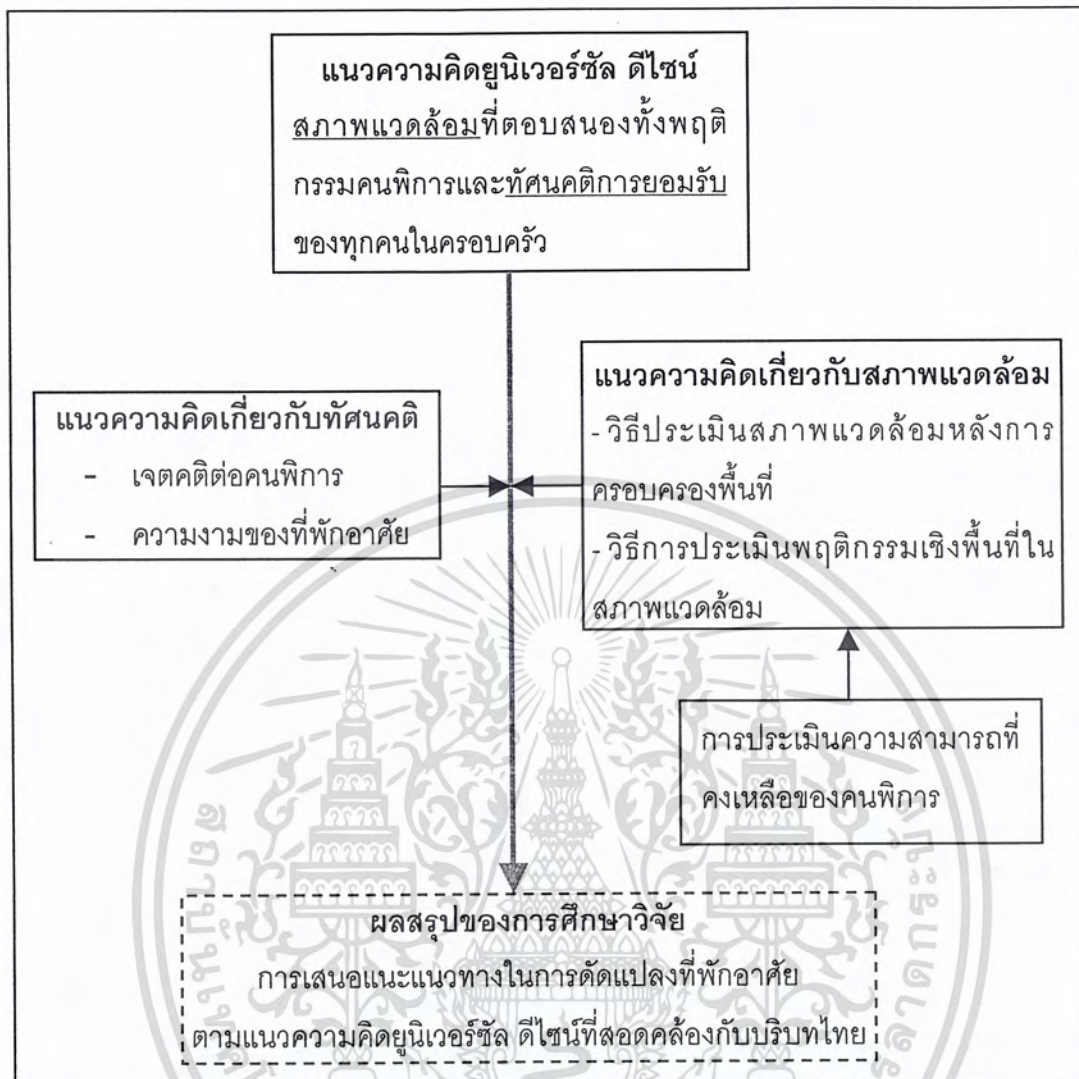 แนวความคิดยูนิเวอร์ซัล ดีไซน์
สภาพแวดล้อมที่ตอบสนองทั้งพฤติ
กรรมคนพิการและทัศนคติการยอมรับ
ของทุกคนในครอบครัว
แนวความคิดเกี่ยวกับทัศนคติ
- เจตคติต่อคนพิการ
- ความงามของที่พักอาศัย
แนวความคิดเกี่ยวกับสภาพแวดล้อม
- วิธีประเมินสภาพแวดล้อมหลังการ
ครอบครองพื้นที่
- วิธีการประเมินพฤติกรรมเชิงพื้นที่ใน
สภาพแวดล้อม
การประเมินความสามารถที่
คงเหลือของคนพิการ
ผลสรุปของการศึกษาวิจัย
การเสนอแนะแนวทางในการดัดแปลงที่พักอาศัย
ตามแนวความคิดยูนิเวอร์ซัล ดีไซน์ที่สอดคล้องกับบริบทไทย